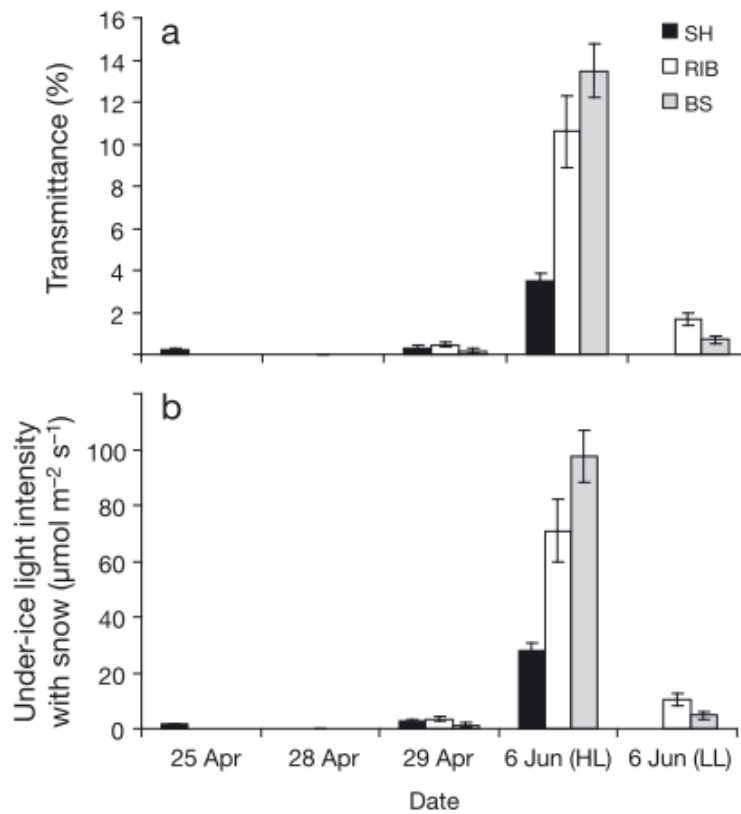 a
SH
RIB
BS
Transmittance (%)
16
14
12
10
8
6
4
2
b
Under-ice light intensity
with snow (µmol m⁻² s⁻¹)
100
80
60
40
20
0
25 Apr 28 Apr 29 Apr 6 Jun (HL) 6 Jun (LL)
Date